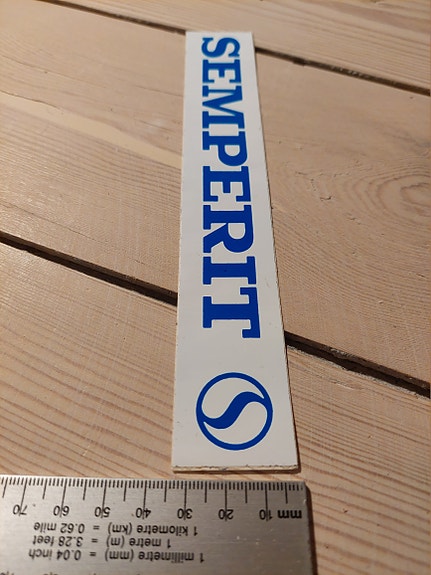 SEMPERIT
mm 10 20 30 40 50 60 70
1 millimetre (mm) = 0.04 inch
1 metre (m) = 3.28 feet
1 kilometre (km) = 0.62 mile